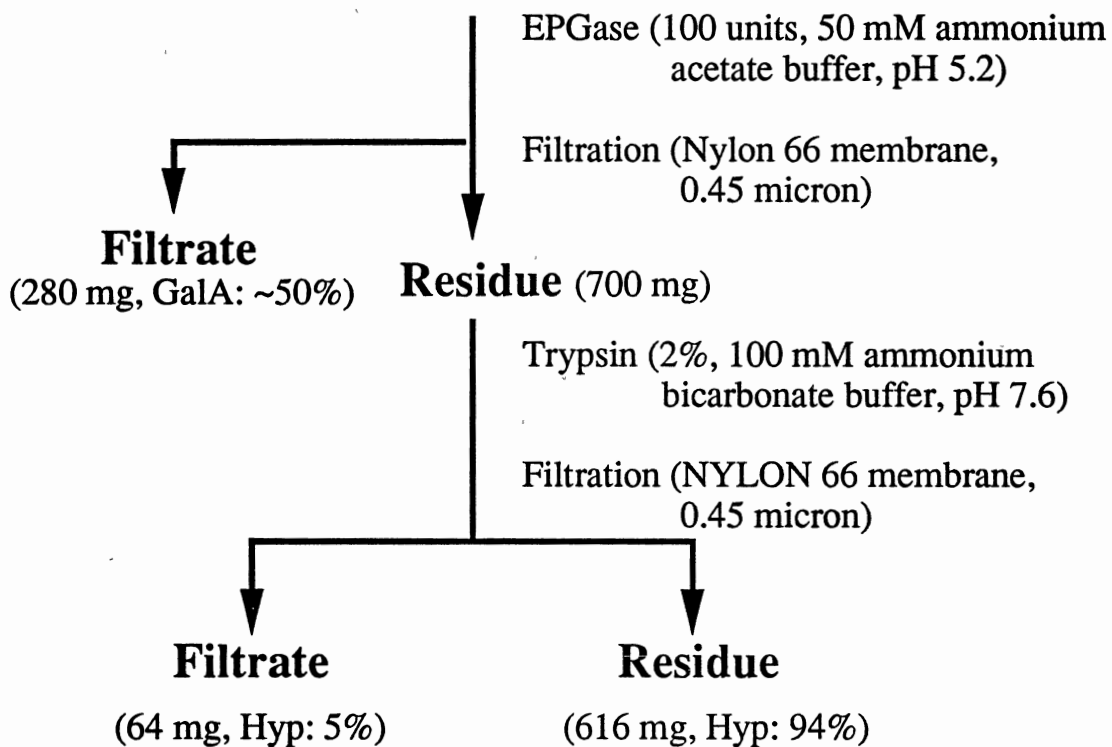 EPGase (100 units, 50 mM ammonium
acetate buffer, pH 5.2)
Filtration (Nylon 66 membrane,
0.45 micron)
Filtrate
(280 mg, GalA: ~50%)
Residue (700 mg)
Trypsin (2%, 100 mM ammonium
bicarbonate buffer, pH 7.6)
Filtration (NYLON 66 membrane,
0.45 micron)
Filtrate
(64 mg, Hyp: 5%)
Residue
(616 mg, Hyp: 94%)